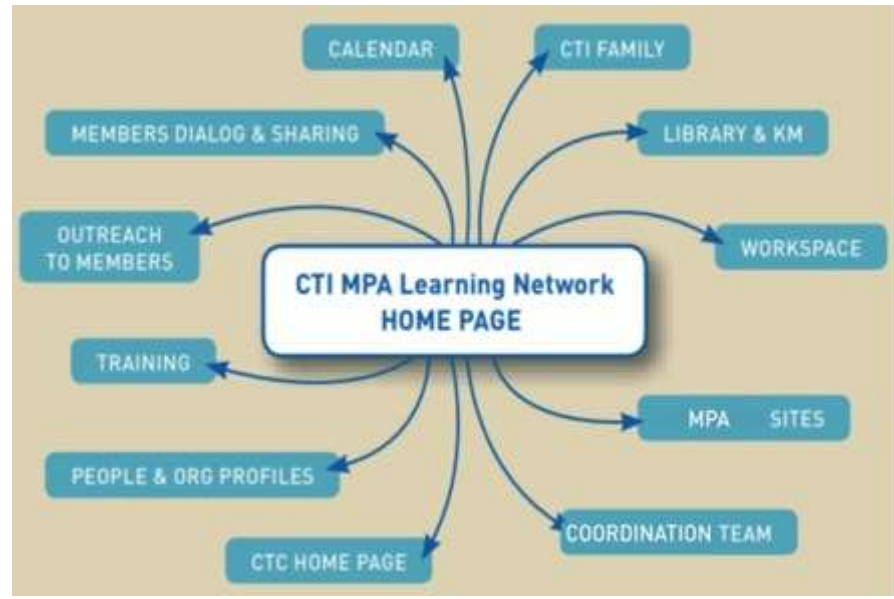 CALENDAR
CTI FAMILY
MEMBERS DIALOG & SHARING
LIBRARY & KM
OUTREACH
TO MEMBERS
WORKSPACE
CTI MPA Learning Network
HOME PAGE
TRAINING
MPA SITES
PEOPLE & ORG PROFILES
COORDINATION TEAM
CTC HOME PAGE